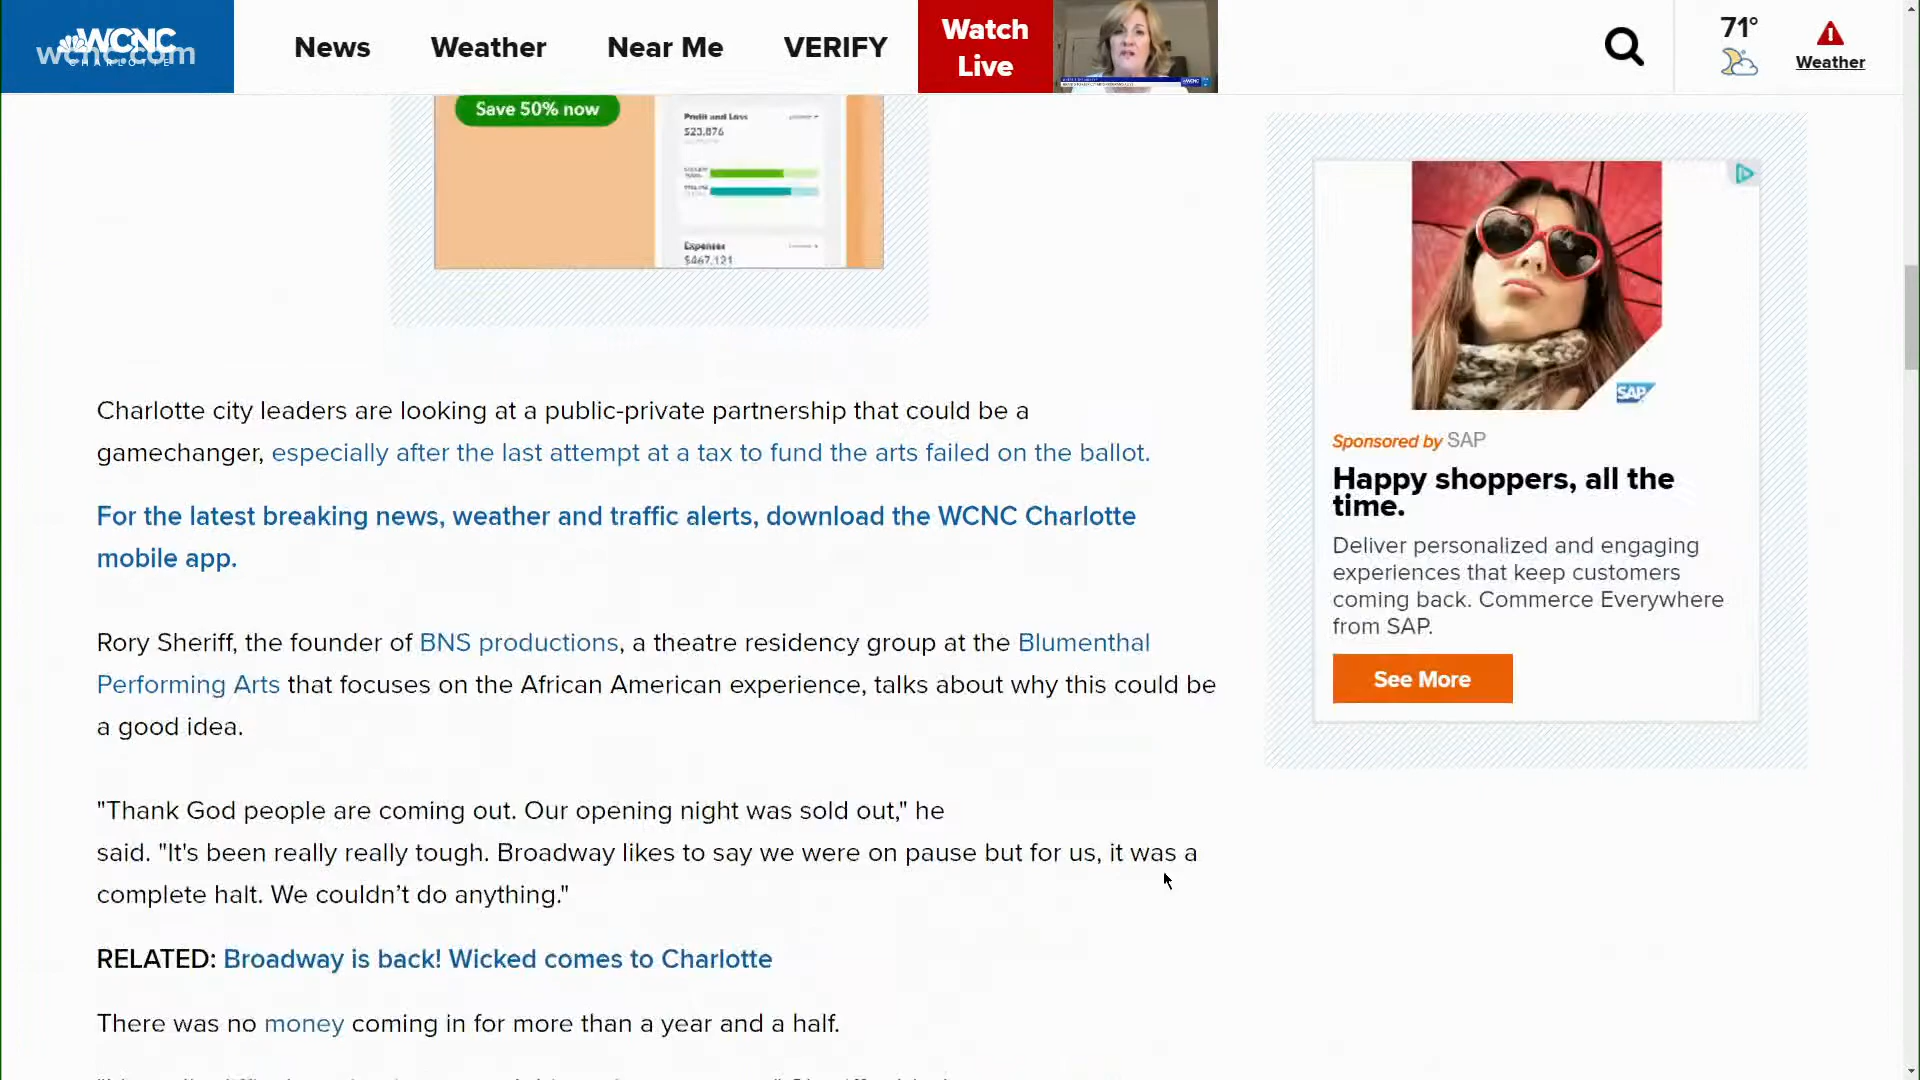 WCNC
CHARLOTTE
wcnc.com
News
Weather
Near Me
VERIFY
Watch
Live
71°
Weather
Save 50% now
Profit and Loss
$23,876
Expenses
$467,121
SAP
Sponsored by SAP
Happy shoppers, all the
time.
Deliver personalized and engaging
experiences that keep customers
coming back. Commerce Everywhere
from SAP.
See More
Charlotte city leaders are looking at a public-private partnership that could be a
gamechanger, especially after the last attempt at a tax to fund the arts failed on the ballot.
For the latest breaking news, weather and traffic alerts, download the WCNC Charlotte
mobile app.
Rory Sheriff, the founder of BNS productions, a theatre residency group at the Blumenthal
Performing Arts that focuses on the African American experience, talks about why this could be
a good idea.
"Thank God people are coming out. Our opening night was sold out," he
said. "It's been really really tough. Broadway likes to say we were on pause but for us, it was a
complete halt. We couldn’t do anything."
RELATED: Broadway is back! Wicked comes to Charlotte
There was no money coming in for more than a year and a half.